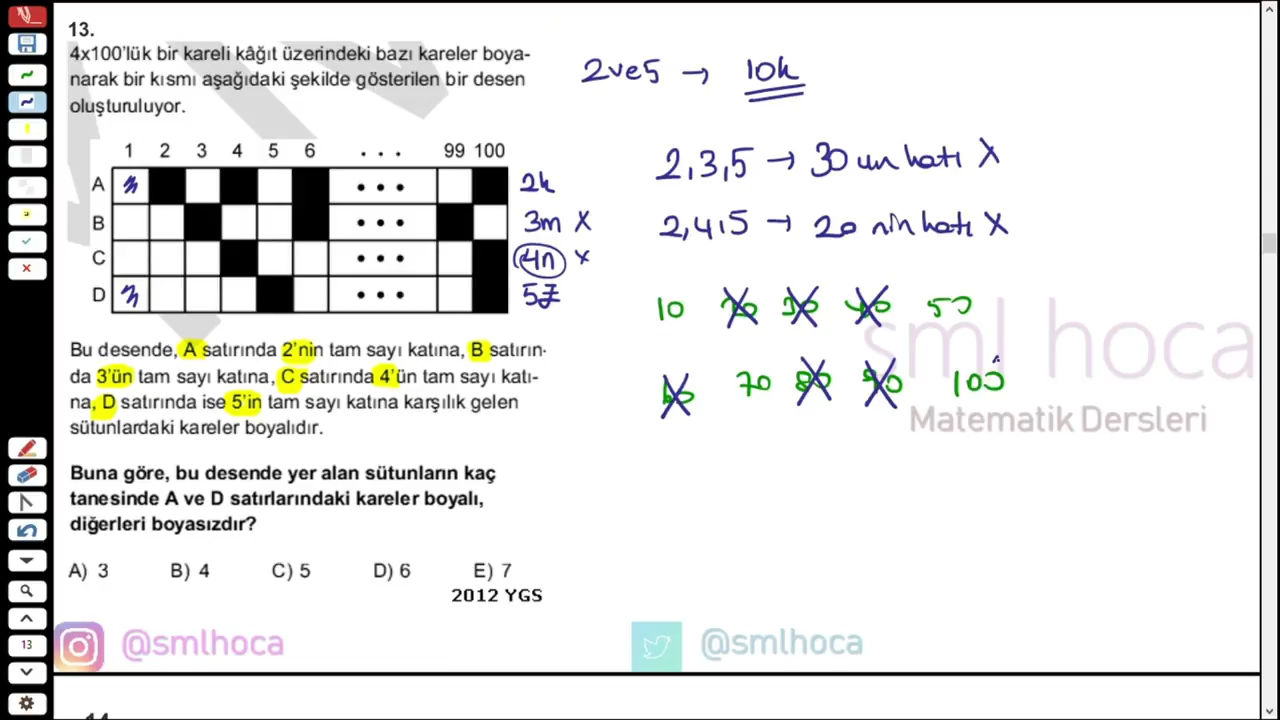 13.
4x100'lük bir kareli kâğıt üzerindeki bazı kareler boya-
narak bir kısmı aşağıdaki şekilde gösterilen bir desen
oluşturuluyor.
1 2 3 4 5 6 . . . 99 100
A 2k
B 3m X
C 4n x
D 5z
Bu desende, A satırında 2'nin tam sayı katına, B satırın-
da 3'ün tam sayı katına, C satırında 4'ün tam sayı katı-
na, D satırında ise 5'in tam sayı katına karşılık gelen
sütunlardaki kareler boyalıdır.
Buna göre, bu desende yer alan sütunların kaç
tanesinde A ve D satırlarındaki kareler boyalı,
diğerleri boyasızdır?
A) 3 B) 4 C) 5 D) 6 E) 7
2012 YGS
2ve5 → 10k
2,3,5 → 30 un katı X
2,4,5 → 20 nin katı X
10 20 30 40 50
60 70 80 90 100
sml hoca
Matematik Dersleri
@smlhoca @smlhoca
13
14